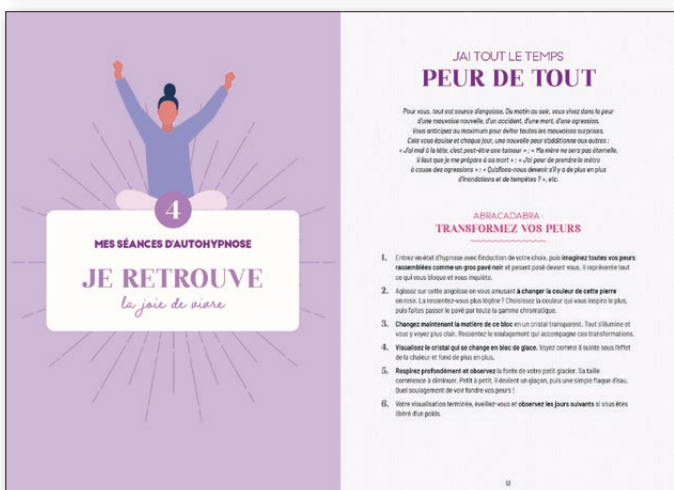 4
MES SÉANCES D'AUTOHYPNOSE
JE RETROUVE
la joie de vivre
J'AI TOUT LE TEMPS
PEUR DE TOUT
Pour vous, tout est source d'angoisse. Du matin au soir, vous vivez dans la peur
d'une mauvaise nouvelle, d'un accident, d'une mort, d'une agression.
Vous anticipez au maximum pour éviter toutes les mauvaises surprises.
Cela vous épuise et chaque jour, une nouvelle peur s'additionne aux autres :
« J'ai mal à la tête, c'est peut-être une tumeur » ; « Ma mère ne sera pas éternelle,
il faut que je me prépare à sa mort » ; « J'ai peur de prendre le métro
à cause des agressions » ; « Qu'allons-nous devenir s'il y a de plus en plus
d'inondations et de tempêtes ? », etc.
ABRACADABRA :
TRANSFORMEZ VOS PEURS
1. Entrez en état d'hypnose avec l'induction de votre choix, puis imaginez toutes vos peurs
rassemblées comme un gros pavé noir et pesant posé devant vous. Il représente tout
ce qui vous bloque et vous inquiète.
2. Agissez sur cette angoisse en vous amusant à changer la couleur de cette pierre
en rose. La ressentez-vous plus légère ? Choisissez la couleur qui vous inspire le plus,
puis faites passer le pavé par toute la gamme chromatique.
3. Changez maintenant la matière de ce bloc en un cristal transparent. Tout s'illumine et
vous y voyez plus clair. Ressentez le soulagement qui accompagne ces transformations.
4. Visualisez le cristal qui se change en bloc de glace. Voyez comme il suinte sous l'effet
de la chaleur et fond de plus en plus.
5. Respirez profondément et observez la fonte de votre petit glacier. Sa taille
commence à diminuer. Petit à petit, il devient un glaçon, puis une simple flaque d'eau.
Quel soulagement de voir fondre vos peurs !
6. Votre visualisation terminée, éveillez-vous et observez les jours suivants si vous êtes
libéré d'un poids.